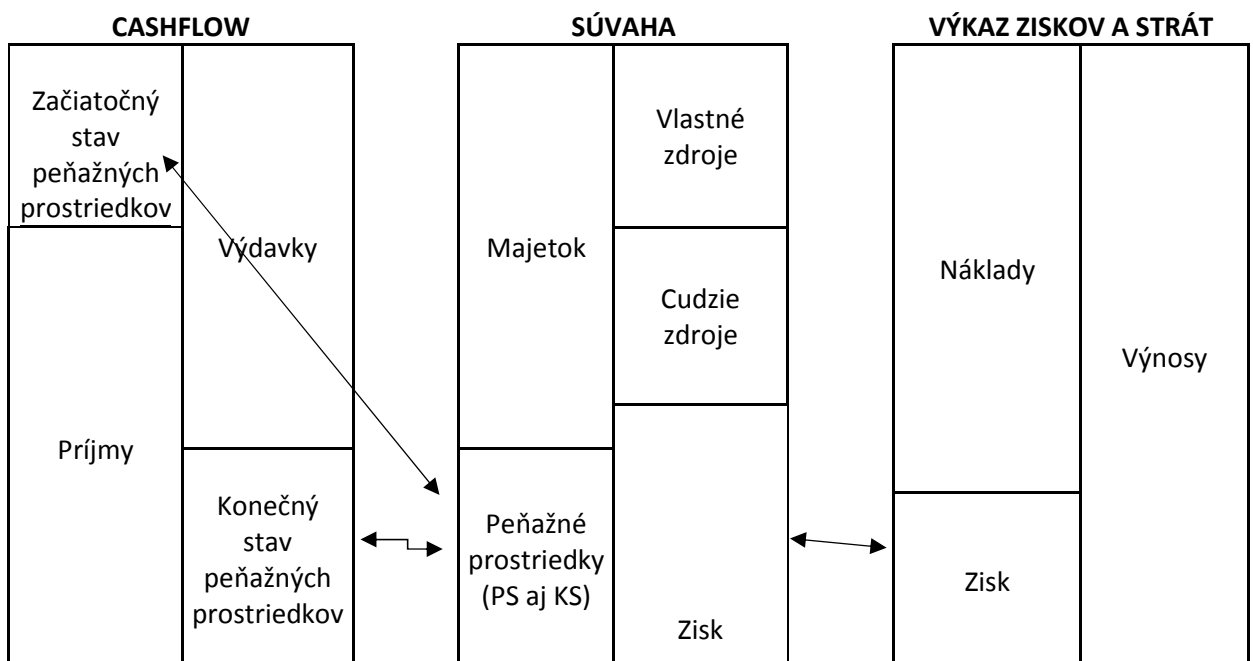 CASHFLOW
Začiatočný
stav
peňažných
prostriedkov
Výdavky
Príjmy
Konečný
stav
peňažných
prostriedkov
SÚVAHA
Majetok
Vlastné
zdroje
Cudzie
zdroje
Peňažné
prostriedky
(PS aj KS)
Zisk
VÝKAZ ZISKOV A STRÁT
Náklady
Výnosy
Zisk